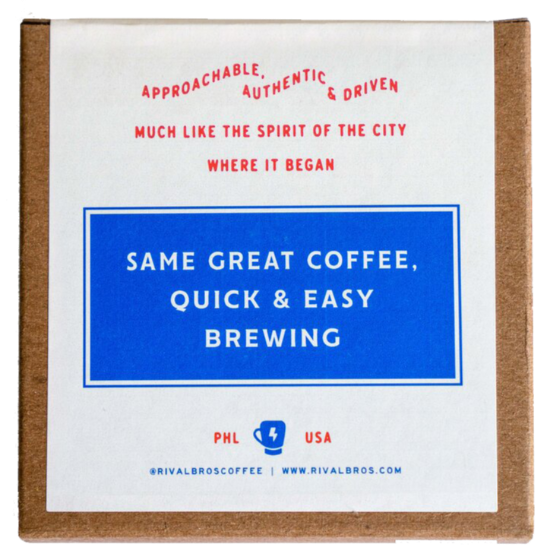 APPROACHABLE, AUTHENTIC & DRIVEN
MUCH LIKE THE SPIRIT OF THE CITY
WHERE IT BEGAN
SAME GREAT COFFEE,
QUICK & EASY
BREWING
PHL USA
@RIVALBROSCOFFEE | WWW.RIVALBROS.COM